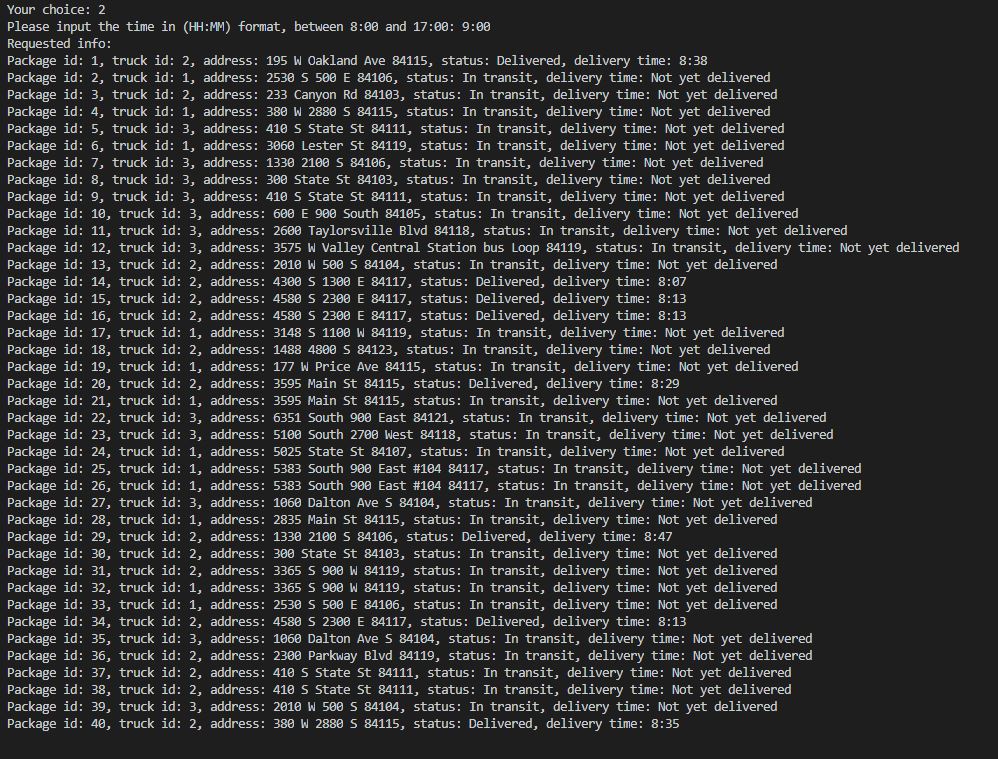 Your choice: 2
Please input the time in (HH:MM) format, between 8:00 and 17:00: 9:00
Requested info:
Package id: 1, truck id: 2, address: 195 W Oakland Ave 84115, status: Delivered, delivery time: 8:38
Package id: 2, truck id: 1, address: 2530 S 500 E 84106, status: In transit, delivery time: Not yet delivered
Package id: 3, truck id: 2, address: 233 Canyon Rd 84103, status: In transit, delivery time: Not yet delivered
Package id: 4, truck id: 1, address: 380 W 2880 S 84115, status: In transit, delivery time: Not yet delivered
Package id: 5, truck id: 3, address: 410 S State St 84111, status: In transit, delivery time: Not yet delivered
Package id: 6, truck id: 1, address: 3060 Lester St 84119, status: In transit, delivery time: Not yet delivered
Package id: 7, truck id: 3, address: 1330 2100 S 84106, status: In transit, delivery time: Not yet delivered
Package id: 8, truck id: 3, address: 300 State St 84103, status: In transit, delivery time: Not yet delivered
Package id: 9, truck id: 3, address: 410 S State St 84111, status: In transit, delivery time: Not yet delivered
Package id: 10, truck id: 3, address: 600 E 900 South 84105, status: In transit, delivery time: Not yet delivered
Package id: 11, truck id: 3, address: 2600 Taylorsville Blvd 84118, status: In transit, delivery time: Not yet delivered
Package id: 12, truck id: 3, address: 3575 W Valley Central Station bus Loop 84119, status: In transit, delivery time: Not yet delivered
Package id: 13, truck id: 2, address: 2010 W 500 S 84104, status: In transit, delivery time: Not yet delivered
Package id: 14, truck id: 2, address: 4300 S 1300 E 84117, status: Delivered, delivery time: 8:07
Package id: 15, truck id: 2, address: 4580 S 2300 E 84117, status: Delivered, delivery time: 8:13
Package id: 16, truck id: 2, address: 4580 S 2300 E 84117, status: Delivered, delivery time: 8:13
Package id: 17, truck id: 1, address: 3148 S 1100 W 84119, status: In transit, delivery time: Not yet delivered
Package id: 18, truck id: 2, address: 1488 4800 S 84123, status: In transit, delivery time: Not yet delivered
Package id: 19, truck id: 1, address: 177 W Price Ave 84115, status: In transit, delivery time: Not yet delivered
Package id: 20, truck id: 2, address: 3595 Main St 84115, status: Delivered, delivery time: 8:29
Package id: 21, truck id: 1, address: 3595 Main St 84115, status: In transit, delivery time: Not yet delivered
Package id: 22, truck id: 3, address: 6351 South 900 East 84121, status: In transit, delivery time: Not yet delivered
Package id: 23, truck id: 3, address: 5100 South 2700 West 84118, status: In transit, delivery time: Not yet delivered
Package id: 24, truck id: 1, address: 5025 State St 84107, status: In transit, delivery time: Not yet delivered
Package id: 25, truck id: 1, address: 5383 South 900 East #104 84117, status: In transit, delivery time: Not yet delivered
Package id: 26, truck id: 1, address: 5383 South 900 East #104 84117, status: In transit, delivery time: Not yet delivered
Package id: 27, truck id: 3, address: 1060 Dalton Ave S 84104, status: In transit, delivery time: Not yet delivered
Package id: 28, truck id: 1, address: 2835 Main St 84115, status: In transit, delivery time: Not yet delivered
Package id: 29, truck id: 2, address: 1330 2100 S 84106, status: Delivered, delivery time: 8:47
Package id: 30, truck id: 2, address: 300 State St 84103, status: In transit, delivery time: Not yet delivered
Package id: 31, truck id: 2, address: 3365 S 900 W 84119, status: In transit, delivery time: Not yet delivered
Package id: 32, truck id: 1, address: 3365 S 900 W 84119, status: In transit, delivery time: Not yet delivered
Package id: 33, truck id: 1, address: 2530 S 500 E 84106, status: In transit, delivery time: Not yet delivered
Package id: 34, truck id: 2, address: 4580 S 2300 E 84117, status: Delivered, delivery time: 8:13
Package id: 35, truck id: 3, address: 1060 Dalton Ave S 84104, status: In transit, delivery time: Not yet delivered
Package id: 36, truck id: 2, address: 2300 Parkway Blvd 84119, status: In transit, delivery time: Not yet delivered
Package id: 37, truck id: 2, address: 410 S State St 84111, status: In transit, delivery time: Not yet delivered
Package id: 38, truck id: 2, address: 410 S State St 84111, status: In transit, delivery time: Not yet delivered
Package id: 39, truck id: 3, address: 2010 W 500 S 84104, status: In transit, delivery time: Not yet delivered
Package id: 40, truck id: 2, address: 380 W 2880 S 84115, status: Delivered, delivery time: 8:35